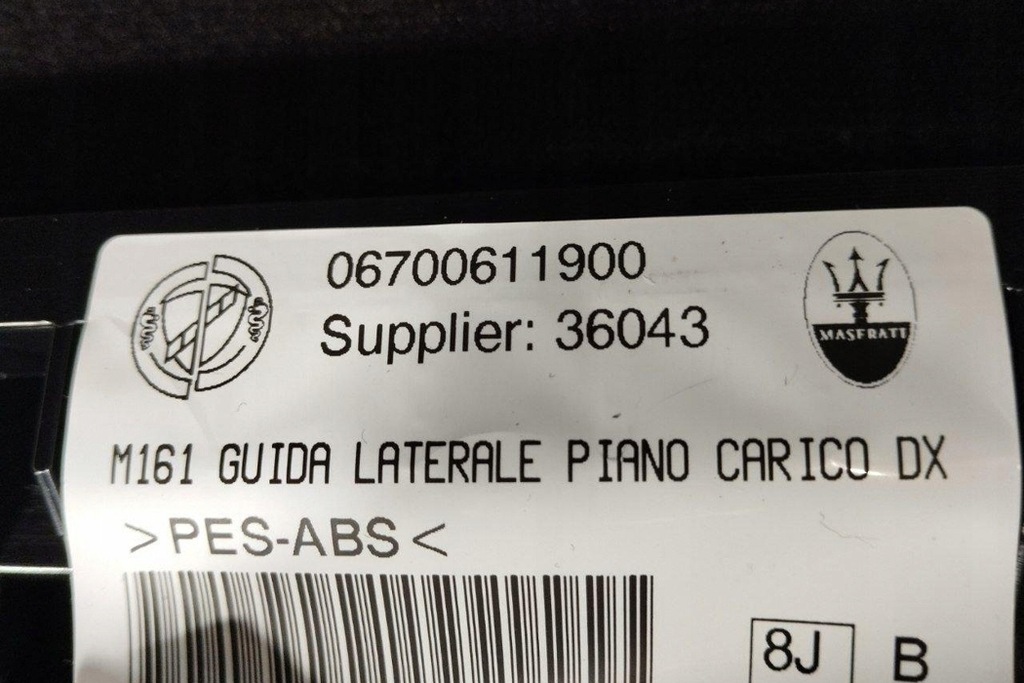 06700611900
Supplier: 36043
MASERATI
M161 GUIDA LATERALE PIANO CARICO DX
>PES-ABS<
8J
B